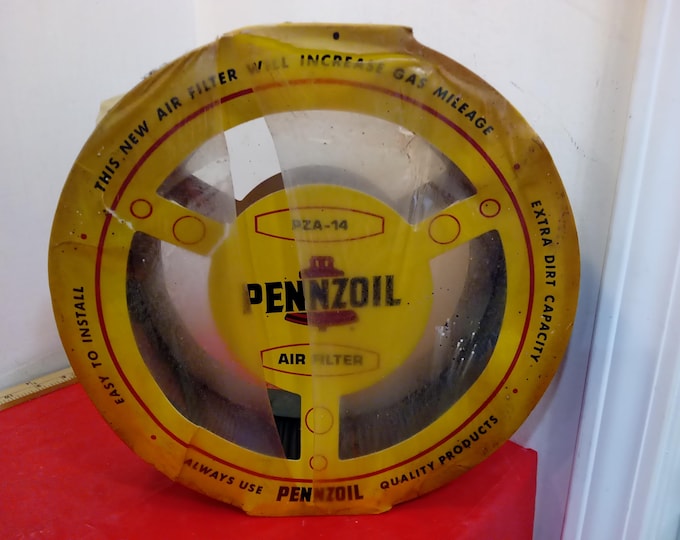 THIS NEW AIR FILTER WILL INCREASE GAS MILEAGE
PZA-14
PENNZOIL
AIR FILTER
EASY TO INSTALL
EXTRA DIRT CAPACITY
ALWAYS USE PENNZOIL QUALITY PRODUCTS